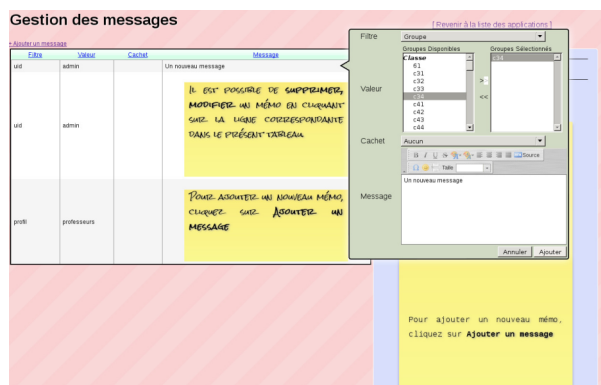 Gestion des messages
[ Revenir à la liste des applications ]
+ Ajouter un message
Filtre Valeur Cachet Message
uid admin Un nouveau message
uid admin
IL EST POSSIBLE DE SUPPRIMER,
MODIFIER UN MÉMO EN CLIQUANT
SUR LA LIGNE CORRESPONDANTE
DANS LE PRÉSENT TABLEAU.
profil professeurs
POUR AJOUTER UN NOUVEAU MÉMO,
CLIQUEZ SUR AJOUTER UN
MESSAGE
Filtre Groupe
Groupes Disponibles Groupes Sélectionnés
Valeur
Classe
61
c31
c32
c33
c34
c41
c42
c43
c44
>>
<<
c34
Cachet Aucun
B I U S Source
Taille
Message
Un nouveau message
Annuler Ajouter
Pour ajouter un nouveau mémo,
cliquez sur Ajouter un message